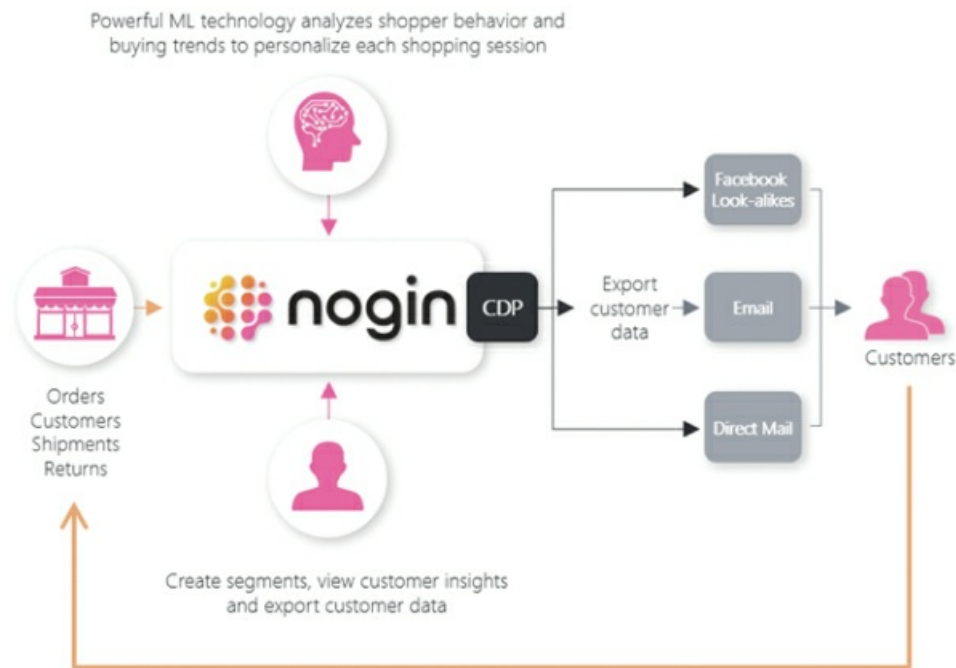 Powerful ML technology analyzes shopper behavior and
buying trends to personalize each shopping session
Facebook
Look-alikes
nogin
CDP
Export
customer
data
Email
Customers
Orders
Customers
Shipments
Returns
Direct Mail
Create segments, view customer insights
and export customer data